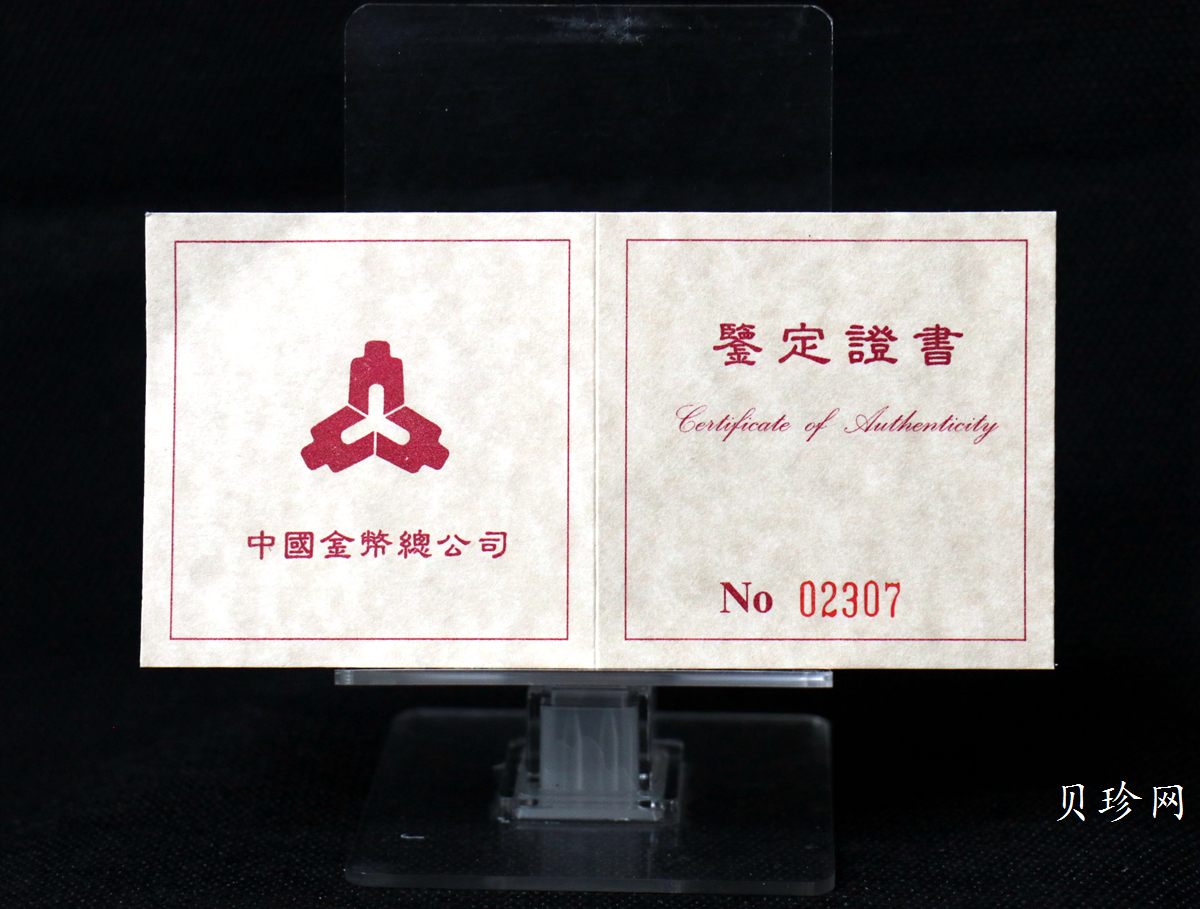 中國金幣總公司
鑒定證書
Certificate of Authenticity
No 02307
贝珍网